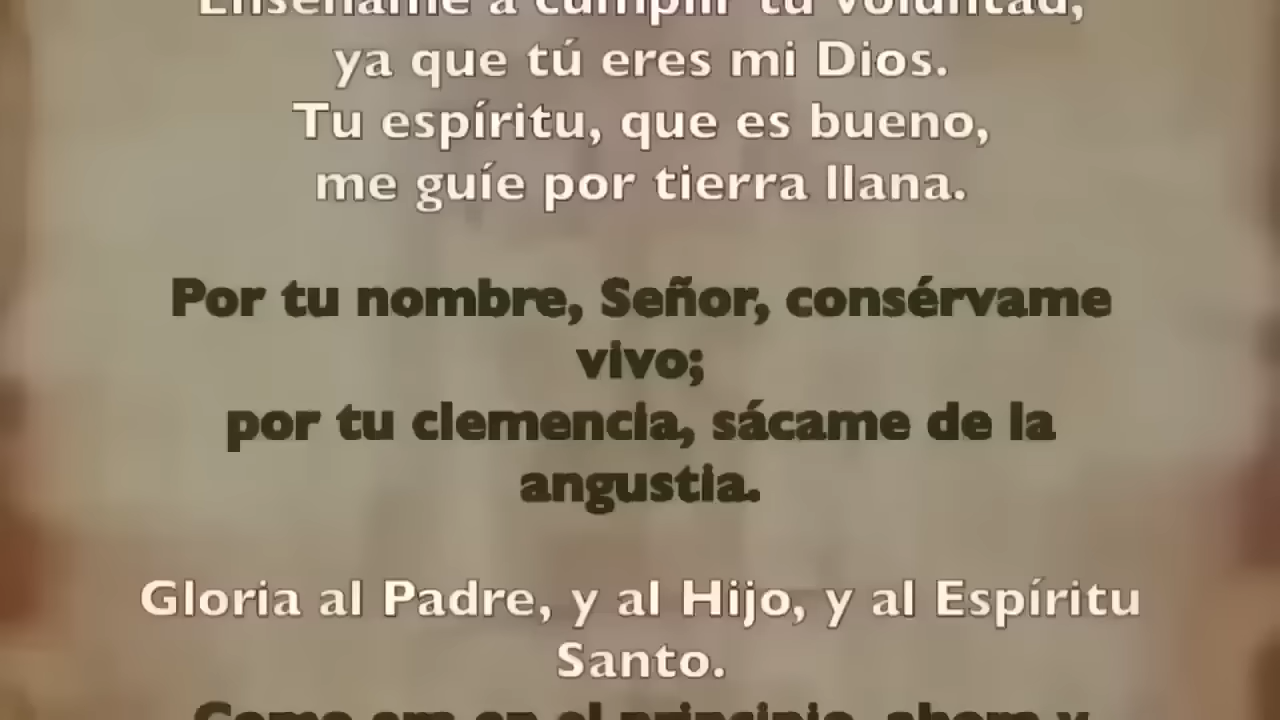 Enséñame a cumplir tu voluntad,
ya que tú eres mi Dios.
Tu espíritu, que es bueno,
me guíe por tierra llana.
Por tu nombre, Señor, consérvame
vivo;
por tu clemencia, sácame de la
angustia.
Gloria al Padre, y al Hijo, y al Espíritu
Santo.
Como era en el principio, ahora y